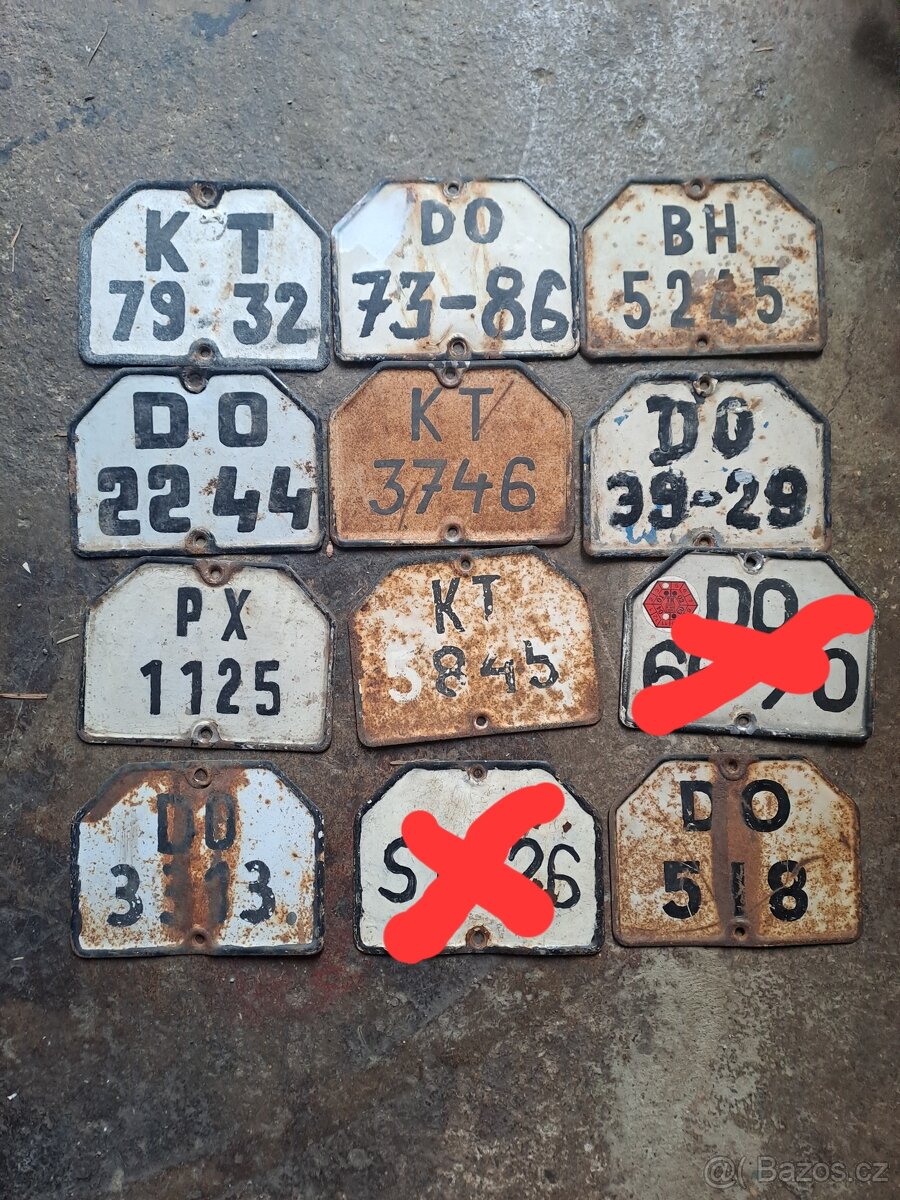 K T
79 32
DO
73-86
BH
5245
DO
2244
KT
3746
DO
39-29
PX
1125
KT
5845
DO
DO
3313.
S 26
DO
518
@( Bazos.cz